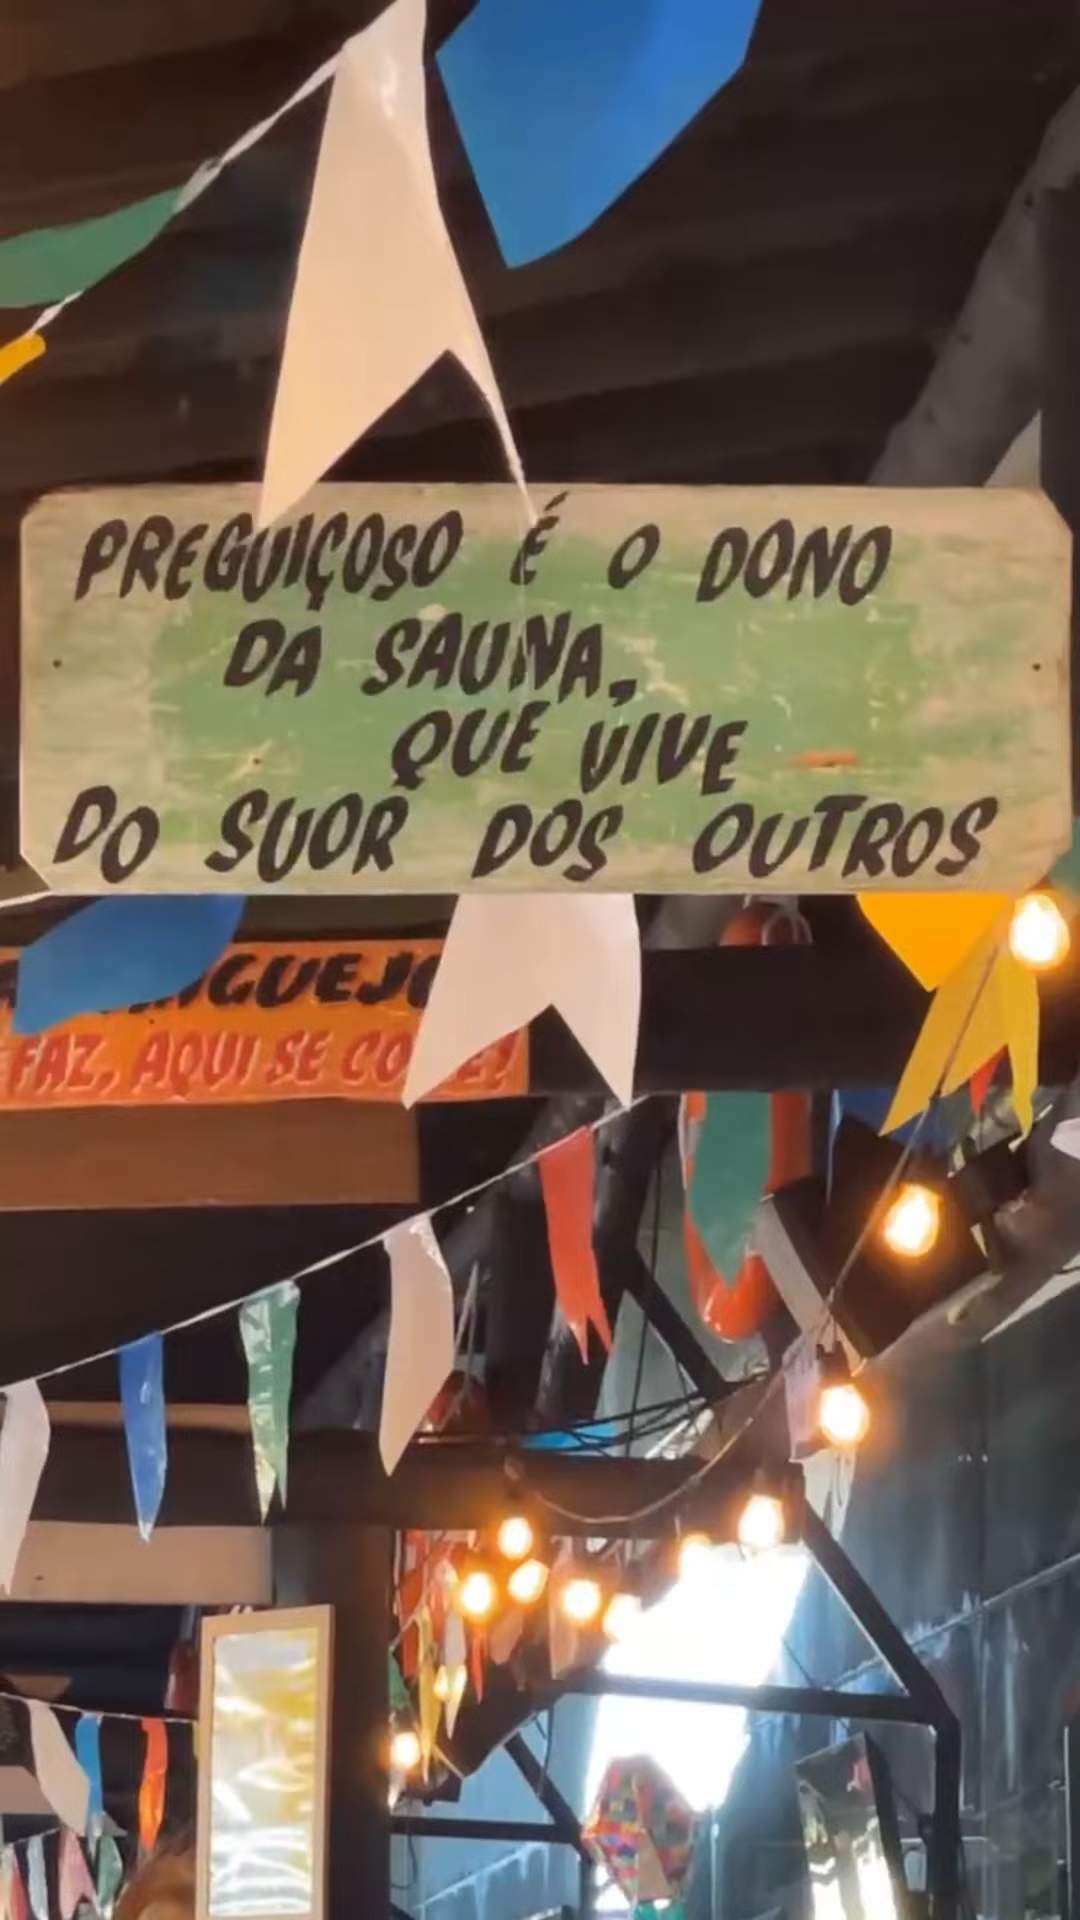 PREGUIÇOSO É O DONO
DA SAUNA,
QUE VIVE
DO SUOR DOS OUTROS
FAZ, AQUI SE